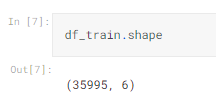 In [7]:
df_train.shape
Out[7]:
(35995, 6)